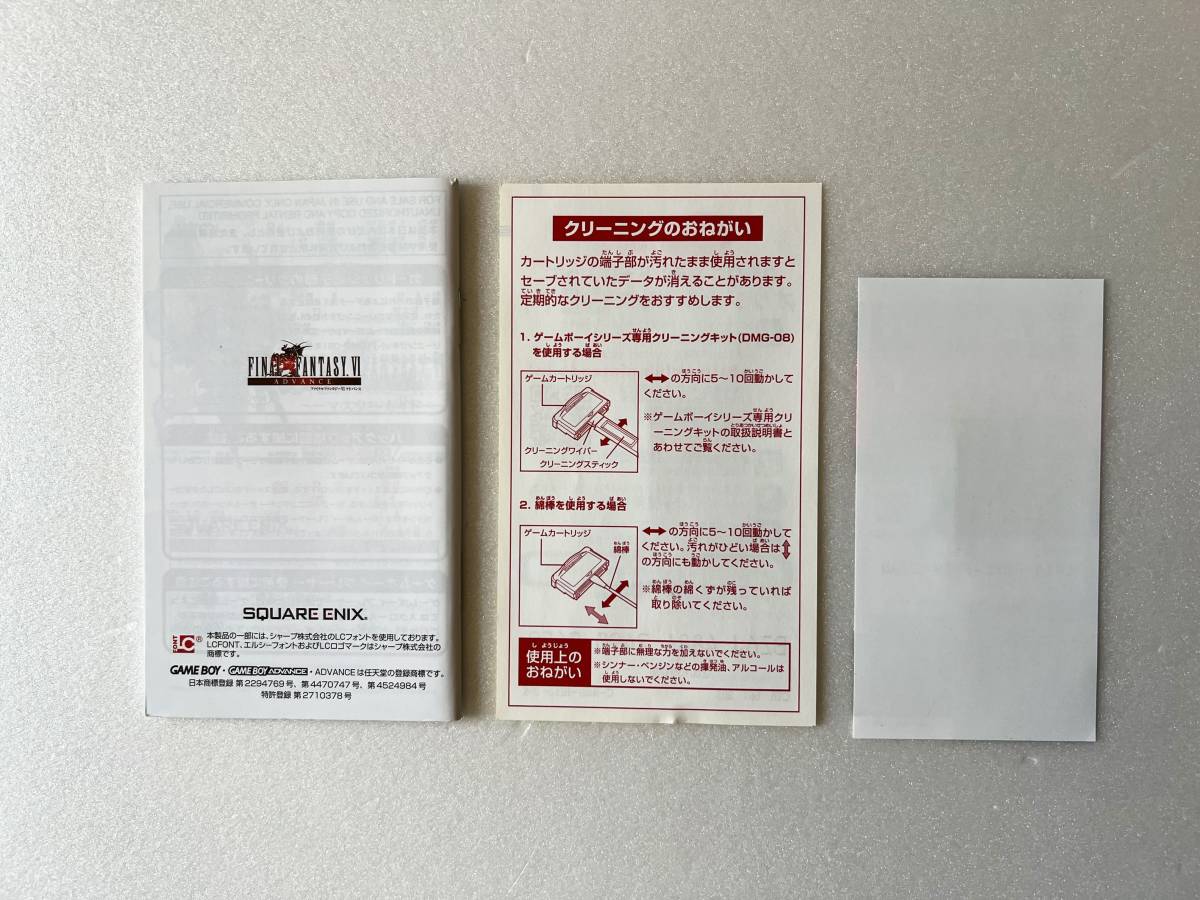 FINAL FANTASY VI
ADVANCE
ファイナルファンタジーVI アドバンス
SQUARE ENIX.
LCFONT ® 本製品の一部には、シャープ株式会社のLCフォントを使用しております。
LCFONT、エルシーフォントおよびLCロゴマークはシャープ株式会社の
商標です。
GAME BOY・GAME BOY ADVANCE・ADVANCE は任天堂の登録商標です。
日本商標登録 第2294769号、第4470747号、第4524984号
特許登録 第2710378号
クリーニングのおねがい
カートリッジの端子部が汚れたまま使用されますと
セーブされていたデータが消えることがあります。
定期的なクリーニングをおすすめします。
1. ゲームボーイシリーズ専用クリーニングキット(DMG-08)
を使用する場合
ゲームカートリッジ
クリーニングワイパー
クリーニングスティック
↔の方向に5〜10回動かして
ください。
※ゲームボーイシリーズ専用クリ
ーニングキットの取扱説明書と
あわせてご覧ください。
2. 綿棒を使用する場合
ゲームカートリッジ
綿棒
↔の方向に5〜10回動かして
ください。汚れがひどい場合は⇕
の方向にも動かしてください。
※綿棒の綿くずが残っていれば
取り除いてください。
使用上の
おねがい
※端子部に無理な力を加えないでください。
※シンナー・ベンジンなどの揮発油、アルコールは
使用しないでください。